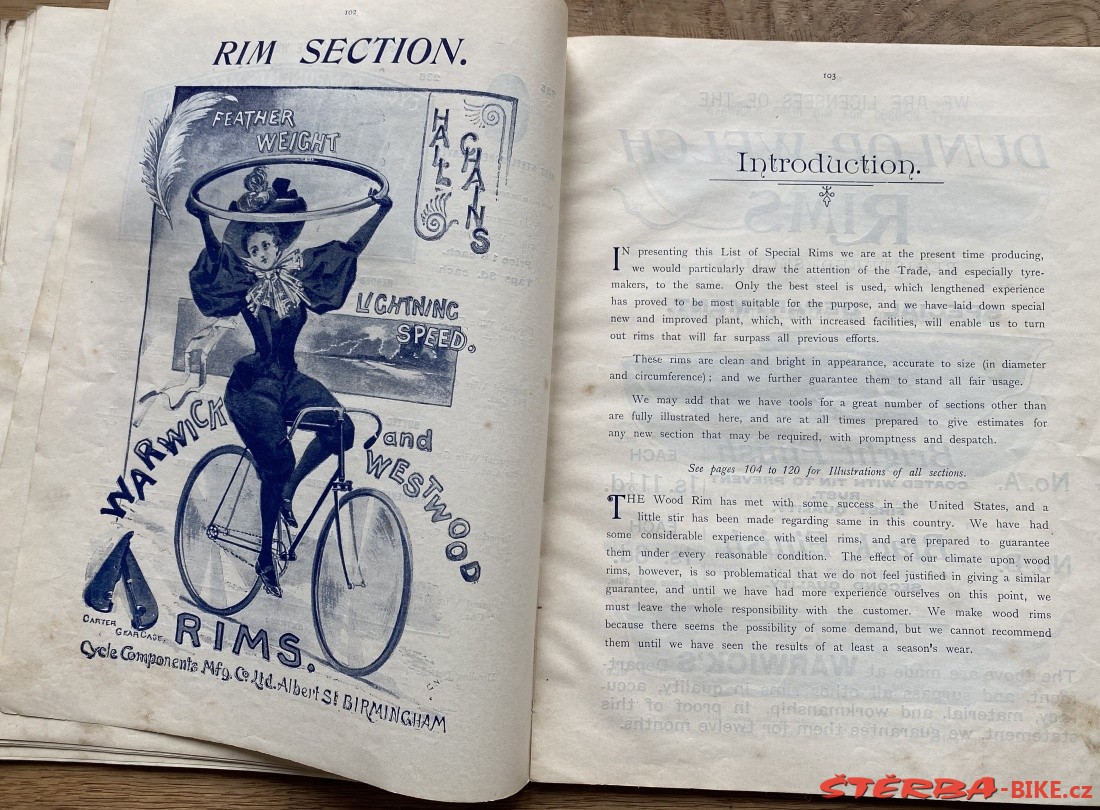 102
RIM SECTION.
FEATHER
WEIGHT
HALL
CHAINS
LIGHTNING
SPEED.
WARWICK
and
WESTWOOD
RIMS.
CARTER
GEAR CASE.
Cycle Components Mfg. Co Ltd. Albert St BIRMINGHAM
103
Introduction.
IN presenting this List of Special Rims we are at the present time producing,
we would particularly draw the attention of the Trade, and especially tyre-
makers, to the same. Only the best steel is used, which lengthened experience
has proved to be most suitable for the purpose, and we have laid down special
new and improved plant, which, with increased facilities, will enable us to turn
out rims that will far surpass all previous efforts.
These rims are clean and bright in appearance, accurate to size (in diameter
and circumference); and we further guarantee them to stand all fair usage.
We may add that we have tools for a great number of sections other than
are fully illustrated here, and are at all times prepared to give estimates for
any new section that may be required, with promptness and despatch.
See pages 104 to 120 for Illustrations of all sections.
THE Wood Rim has met with some success in the United States, and a
little stir has been made regarding same in this country. We have had
some considerable experience with steel rims, and are prepared to guarantee
them under every reasonable condition. The effect of our climate upon wood
rims, however, is so problematical that we do not feel justified in giving a similar
guarantee, and until we have had more experience ourselves on this point, we
must leave the whole responsibility with the customer. We make wood rims
because there seems the possibility of some demand, but we cannot recommend
them until we have seen the results of at least a season's wear.
ŠTĚRBA-BIKE.cz